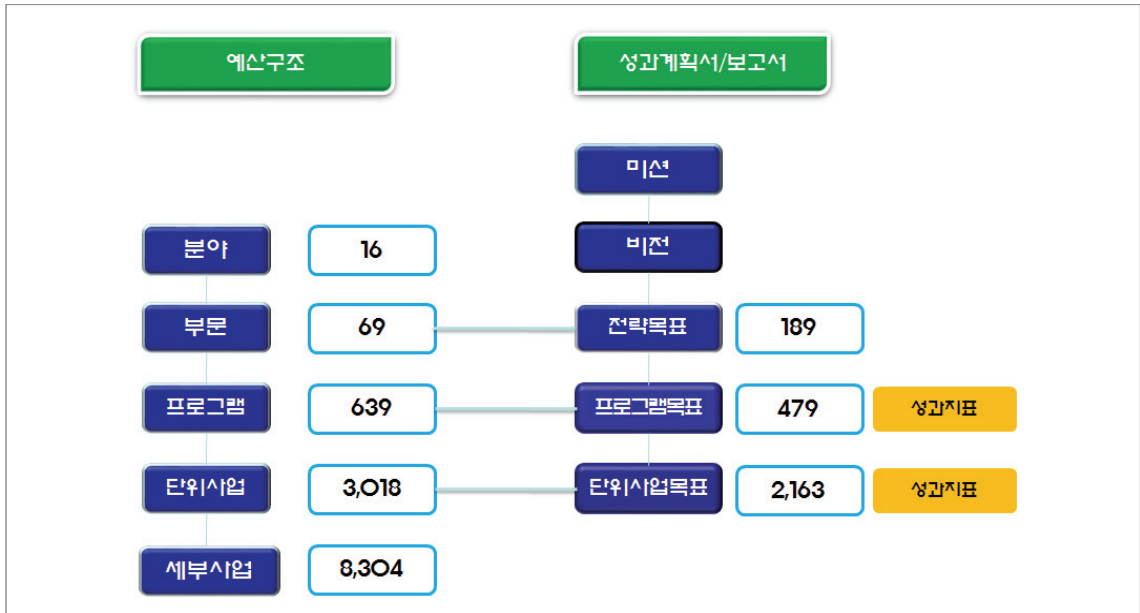 예산구조
성과계획서/보고서
미션
분야
16
비전
부문
69
전략목표
189
프로그램
639
프로그램목표
479
성과지표
단위사업
3,018
단위사업목표
2,163
성과지표
세부사업
8,304